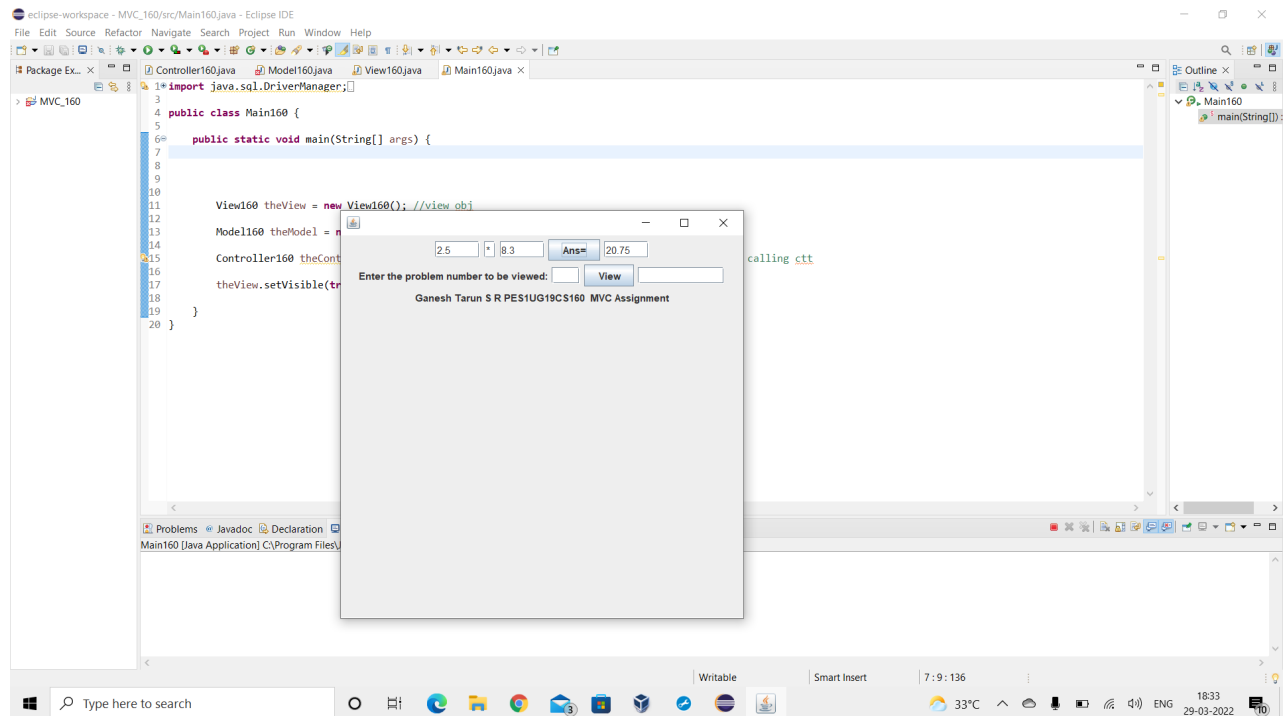 eclipse-workspace - MVC_160/src/Main160.java - Eclipse IDE
File Edit Source Refactor Navigate Search Project Run Window Help
Package Ex...
Controller160.java Model160.java View160.java Main160.java
Outline
MVC_160
Main160
main(String[]) :
1 import java.sql.DriverManager;
3
4 public class Main160 {
5
6 public static void main(String[] args) {
7
8
9
10
11 View160 theView = new View160(); //view obj
12
13 Model160 theModel = n
14
15 Controller160 theCont calling ctt
16
17 theView.setVisible(tr
18
19 }
20 }
2.5 * 8.3 Ans= 20.75
Enter the problem number to be viewed: View
Ganesh Tarun S R PES1UG19CS160 MVC Assignment
Problems Javadoc Declaration
Main160 [Java Application] C:\Program Files\J
Writable Smart Insert 7 : 9 : 136
Type here to search
3
33°C ENG
18:33
29-03-2022
10